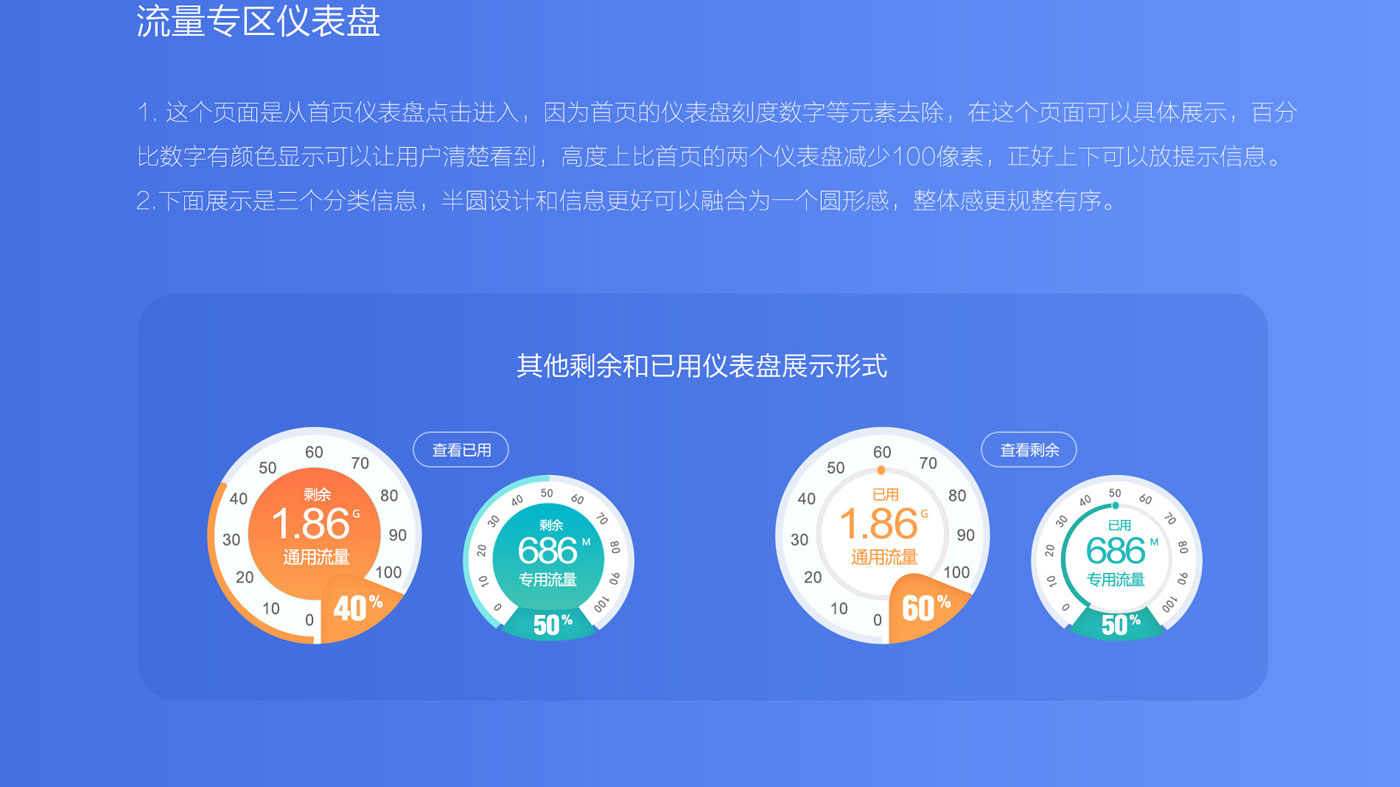 流量专区仪表盘
1. 这个页面是从首页仪表盘点击进入，因为首页的仪表盘刻度数字等元素去除，在这个页面可以具体展示，百分
比数字有颜色显示可以让用户清楚看到，高度上比首页的两个仪表盘减少100像素，正好上下可以放提示信息。
2.下面展示是三个分类信息，半圆设计和信息更好可以融合为一个圆形感，整体感更规整有序。
其他剩余和已用仪表盘展示形式
0
10
20
30
40
50
60
70
80
90
100
剩余
1.86G
通用流量
40%
查看已用
0
10
20
30
40
50
60
70
80
90
100
剩余
686M
专用流量
50%
0
10
20
30
40
50
60
70
80
90
100
已用
1.86G
通用流量
60%
查看剩余
0
10
20
30
40
50
60
70
80
90
100
已用
686M
专用流量
50%